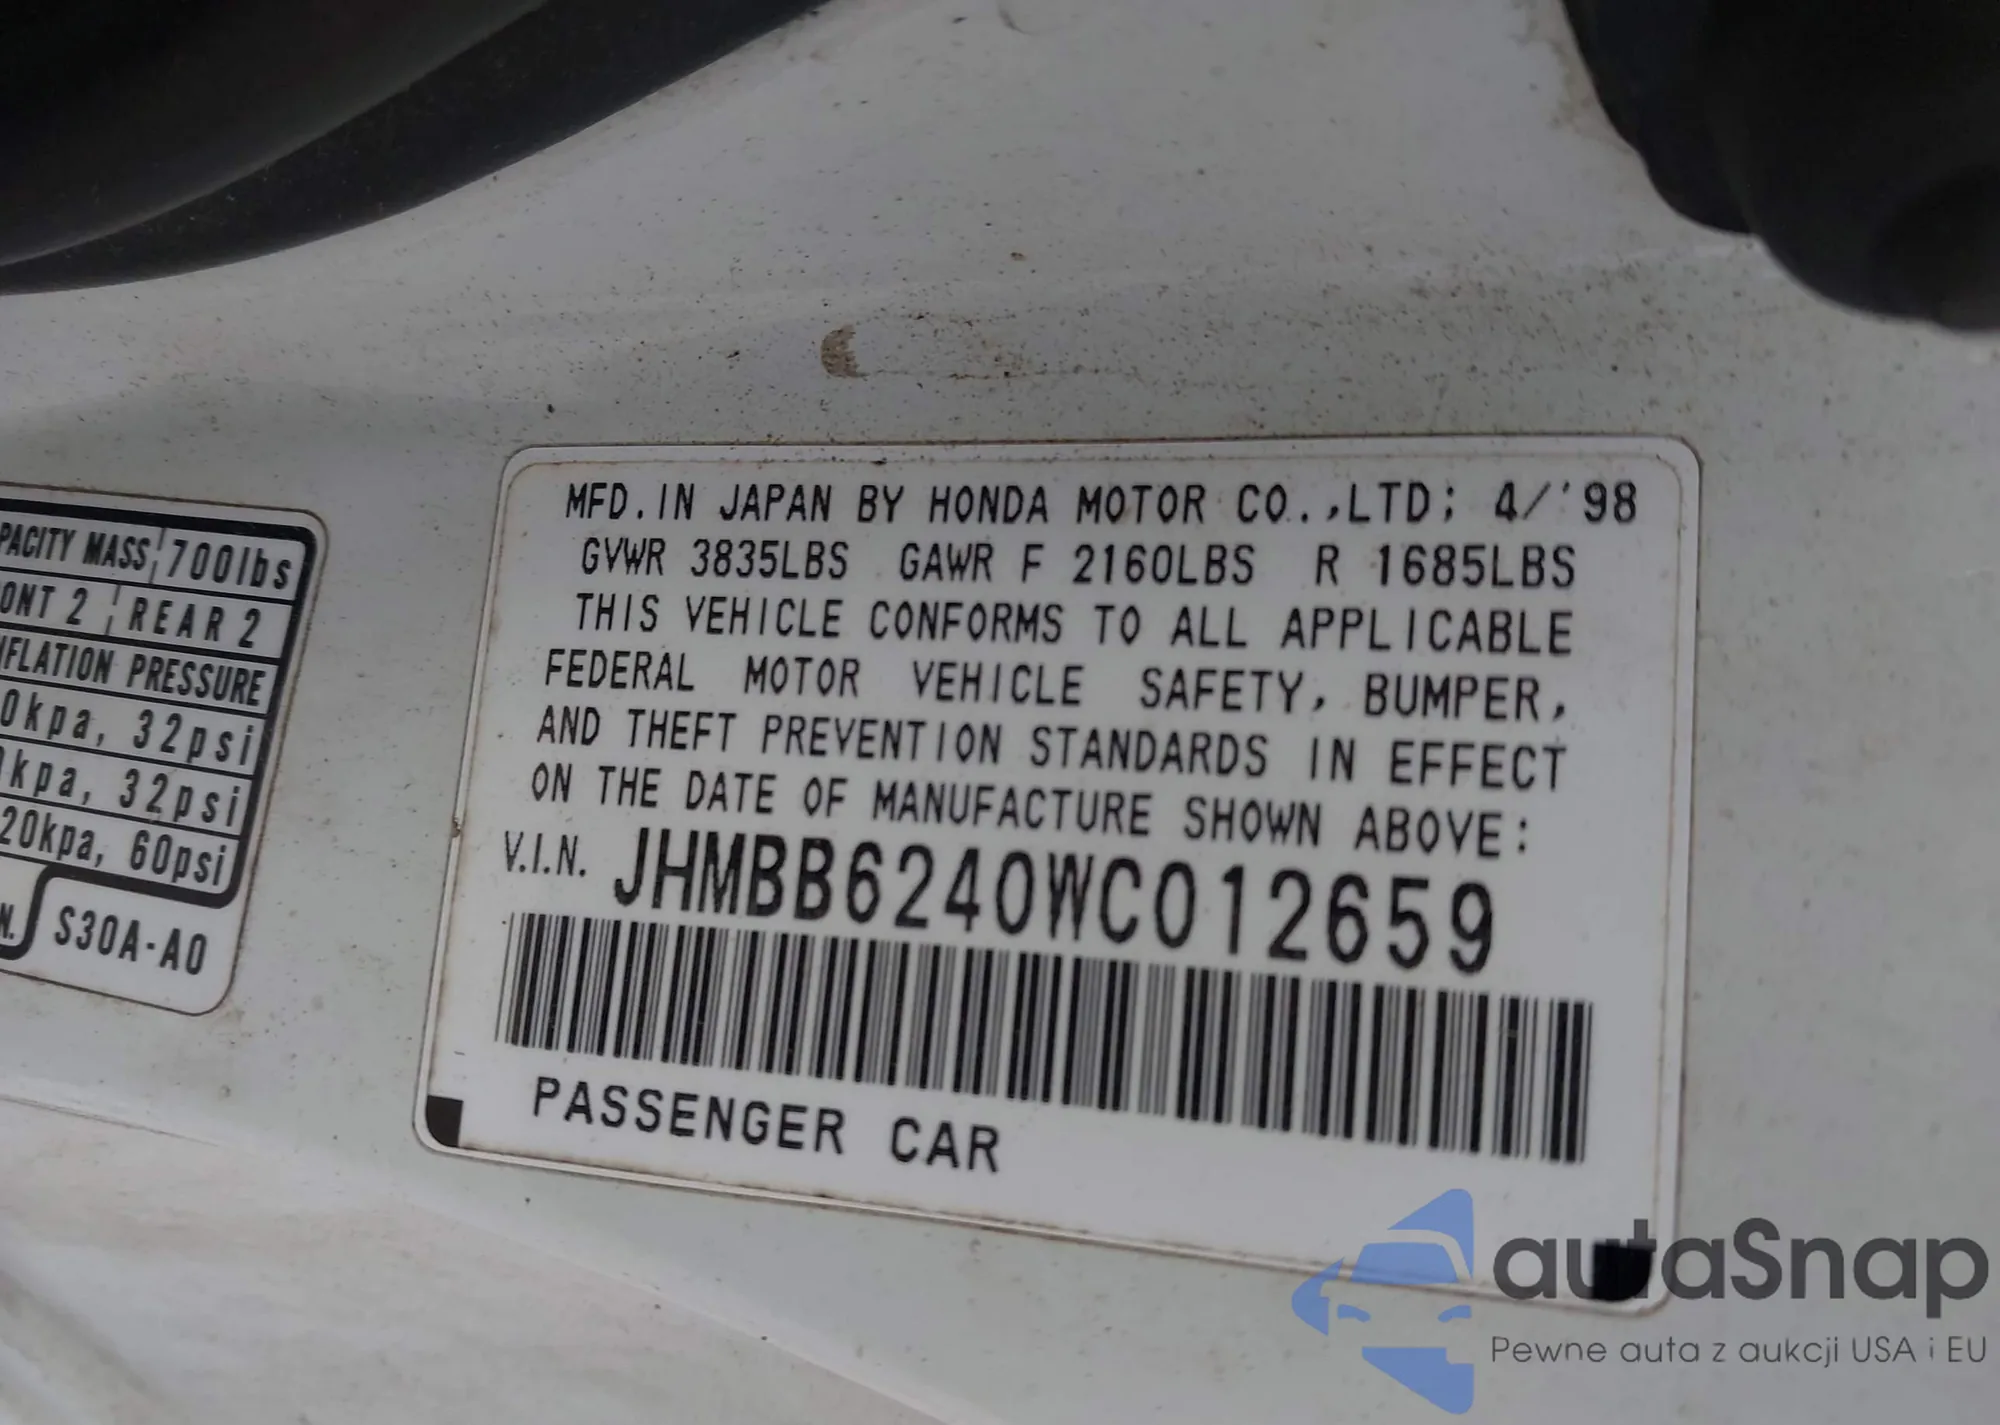 PACITY MASS 700lbs
ONT 2 REAR 2
NFLATION PRESSURE
0kpa, 32psi
0kpa, 32psi
20kpa, 60psi
N. S30A-A0
MFD.IN JAPAN BY HONDA MOTOR CO.,LTD; 4/'98
GVWR 3835LBS GAWR F 2160LBS R 1685LBS
THIS VEHICLE CONFORMS TO ALL APPLICABLE
FEDERAL MOTOR VEHICLE SAFETY, BUMPER,
AND THEFT PREVENTION STANDARDS IN EFFECT
ON THE DATE OF MANUFACTURE SHOWN ABOVE:
V.I.N. JHMBB6240WC012659
PASSENGER CAR
autaSnap
Pewne auta z aukcji USA i EU